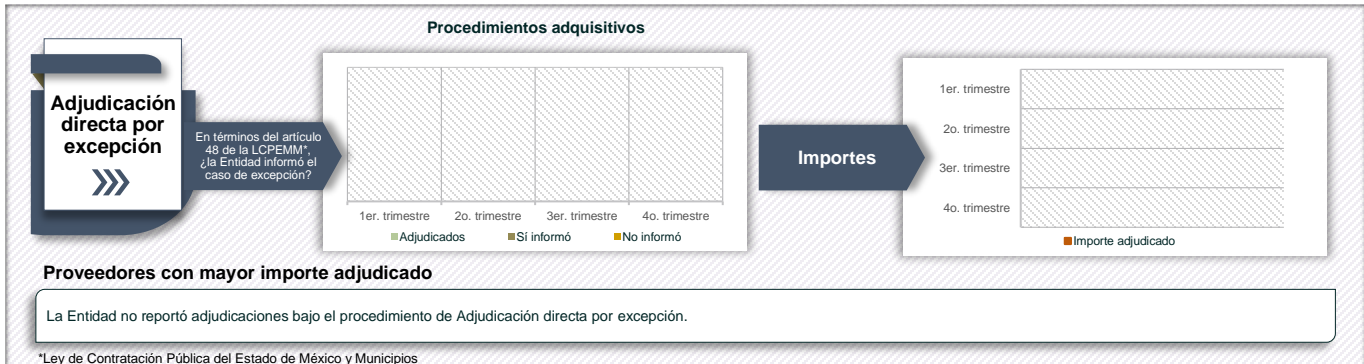 Procedimientos adquisitivos
Adjudicación
directa por
excepción
En términos del artículo
48 de la LCPEMM*,
¿la Entidad informó el
caso de excepción?
1er. trimestre 2o. trimestre 3er. trimestre 4o. trimestre
Adjudicados Sí informó No informó
Importes
1er. trimestre
2o. trimestre
3er. trimestre
4o. trimestre
Importe adjudicado
Proveedores con mayor importe adjudicado
La Entidad no reportó adjudicaciones bajo el procedimiento de Adjudicación directa por excepción.
*Ley de Contratación Pública del Estado de México y Municipios